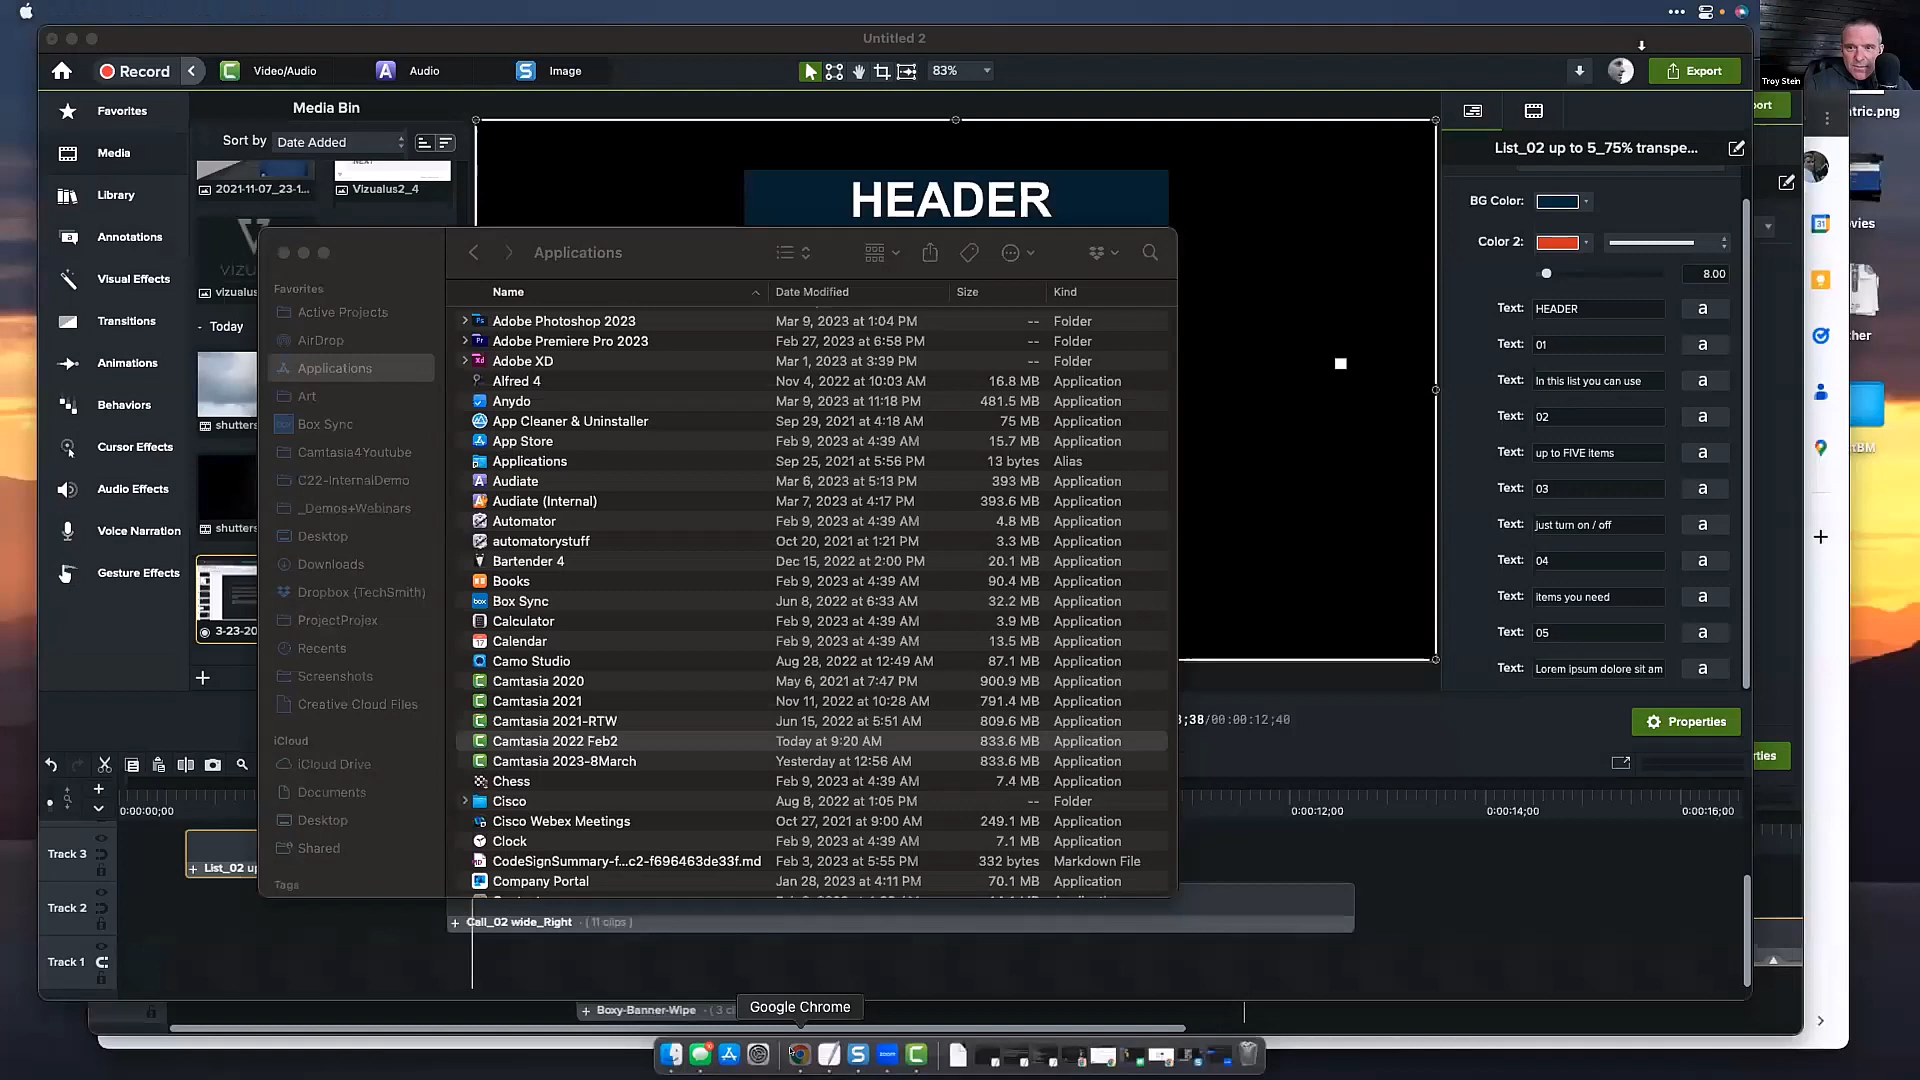 Untitled 2
Record
Video/Audio
Audio
Image
83%
Export
Troy Stein
Favorites
Media
Library
Annotations
Visual Effects
Transitions
Animations
Behaviors
Cursor Effects
Audio Effects
Voice Narration
Gesture Effects
Media Bin
Sort by
Date Added
2021-11-07_23-1...
Vizualus2_4
Today
HEADER
List_02 up to 5_75% transpe...
BG Color:
Color 2:
8.00
Text: HEADER a
Text: 01 a
Text: In this list you can use a
Text: 02 a
Text: up to FIVE items a
Text: 03 a
Text: just turn on / off a
Text: 04 a
Text: items you need a
Text: 05 a
Text: Lorem ipsum dolore sit am a
Properties
Applications
Favorites
Active Projects
AirDrop
Applications
Art
Box Sync
Camtasia4Youtube
C22-InternalDemo
_Demos+Webinars
Desktop
Downloads
Dropbox (TechSmith)
ProjectProjex
Recents
Screenshots
Creative Cloud Files
iCloud
iCloud Drive
Documents
Desktop
Shared
Tags
Name Date Modified Size Kind
Adobe Photoshop 2023 Mar 9, 2023 at 1:04 PM -- Folder
Adobe Premiere Pro 2023 Feb 27, 2023 at 6:58 PM -- Folder
Adobe XD Mar 1, 2023 at 3:39 PM -- Folder
Alfred 4 Nov 4, 2022 at 10:03 AM 16.8 MB Application
Anydo Mar 9, 2023 at 11:18 PM 481.5 MB Application
App Cleaner & Uninstaller Sep 29, 2021 at 4:18 AM 75 MB Application
App Store Feb 9, 2023 at 4:39 AM 15.7 MB Application
Applications Sep 25, 2021 at 5:56 PM 13 bytes Alias
Audiate Mar 6, 2023 at 5:13 PM 393 MB Application
Audiate (Internal) Mar 7, 2023 at 4:17 PM 393.6 MB Application
Automator Feb 9, 2023 at 4:39 AM 4.8 MB Application
automatorystuff Oct 20, 2021 at 1:21 PM 3.3 MB Application
Bartender 4 Dec 15, 2022 at 2:00 PM 20.1 MB Application
Books Feb 9, 2023 at 4:39 AM 90.4 MB Application
Box Sync Jun 8, 2022 at 6:33 AM 32.2 MB Application
Calculator Feb 9, 2023 at 4:39 AM 3.9 MB Application
Calendar Feb 9, 2023 at 4:39 AM 13.5 MB Application
Camo Studio Aug 28, 2022 at 12:49 AM 87.1 MB Application
Camtasia 2020 May 6, 2021 at 7:47 PM 900.9 MB Application
Camtasia 2021 Nov 11, 2022 at 10:28 AM 791.4 MB Application
Camtasia 2021-RTW Jun 15, 2022 at 5:51 AM 809.6 MB Application
Camtasia 2022 Feb2 Today at 9:20 AM 833.6 MB Application
Camtasia 2023-8March Yesterday at 12:56 AM 833.6 MB Application
Chess Feb 9, 2023 at 4:39 AM 7.4 MB Application
Cisco Aug 8, 2022 at 1:05 PM -- Folder
Cisco Webex Meetings Oct 27, 2021 at 9:00 AM 249.1 MB Application
Clock Feb 9, 2023 at 4:39 AM 7.1 MB Application
CodeSignSummary-f...c2-f696463de33f.md Feb 3, 2023 at 5:55 PM 332 bytes Markdown File
Company Portal Jan 28, 2023 at 4:11 PM 70.1 MB Application
;38/00:00:12;40
0:00:00;00
0:00:12;00
0:00:14;00
0:00:16;00
Track 3
List_02 u
Track 2
Call_02 wide_Right (11 clips)
Track 1
Boxy-Banner-Wipe
Google Chrome